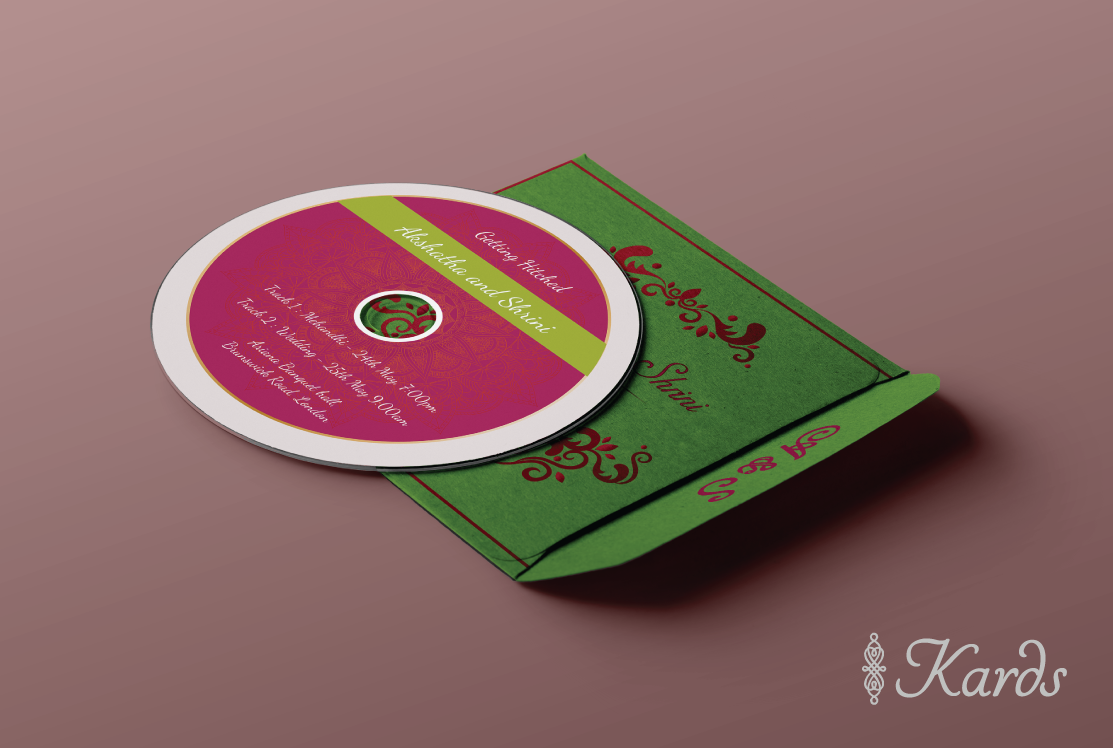 Getting Hitched
Akshatha and Shrini
Track 1 : Mehandhi - 24th May 7.00pm
Track 2 : Wedding - 25th May 9.00am
Ariana Banquet hall
Brunswick Road, London
Shrini
A & S
Kards